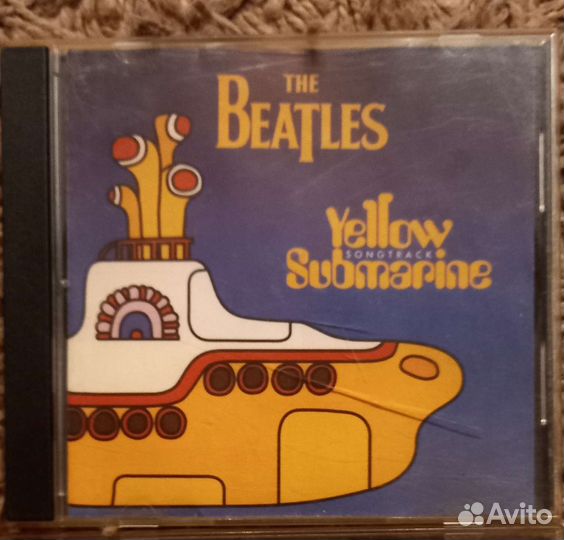 THE
BEATLES
Yellow
SONGTRACK
Submarine
Avito